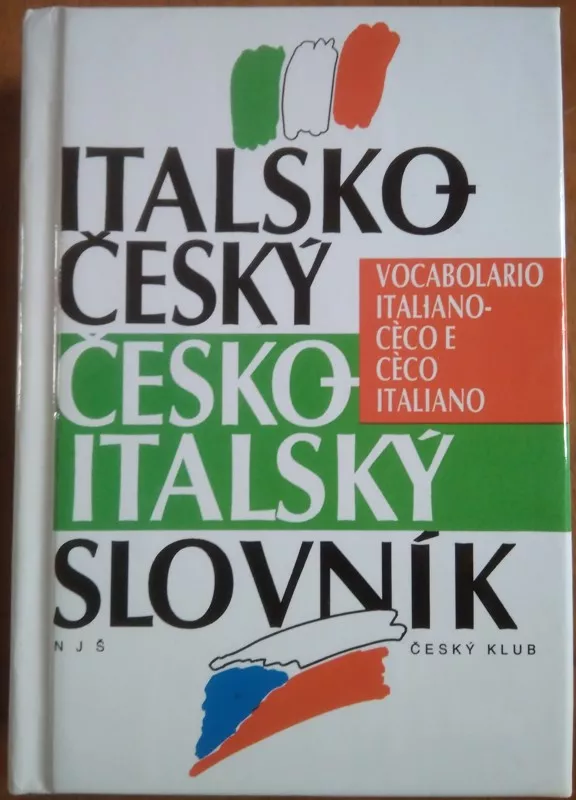 ITALSKO-
ČESKÝ
ČESKO-
ITALSKÝ
SLOVNÍK
VOCABOLARIO
ITALIANO-
CÈCO E
CÈCO
ITALIANO
N J Š
ČESKÝ KLUB